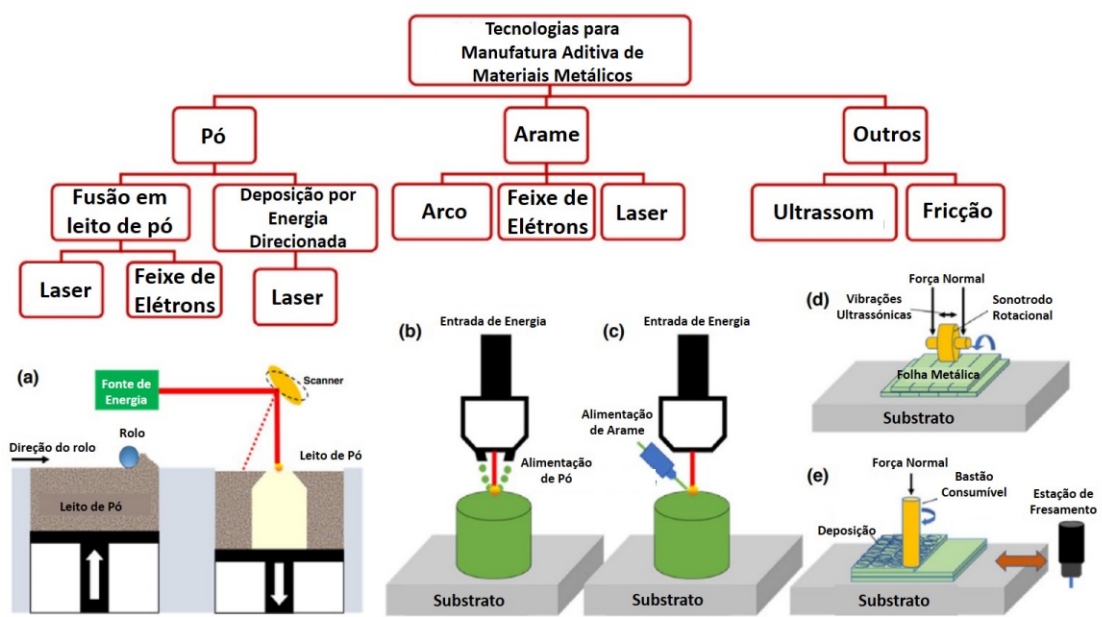 Tecnologias para
Manufatura Aditiva de
Materiais Metálicos
Pó
Arame
Outros
Fusão em
leito de pó
Deposição por
Energia
Direcionada
Arco
Feixe de
Elétrons
Laser
Ultrassom
Fricção
Laser
Feixe de
Elétrons
Laser
(a)
Fonte de
Energia
Scanner
Direção do rolo
Rolo
Leito de Pó
Leito de Pó
(b)
Entrada de Energia
Alimentação
de Pó
Substrato
(c)
Entrada de Energia
Alimentação
de Arame
Substrato
(d)
Força Normal
Vibrações
Ultrassónicas
Sonotrodo
Rotacional
Folha Metálica
Substrato
(e)
Força Normal
Bastão
Consumível
Deposição
Estação de
Fresamento
Substrato